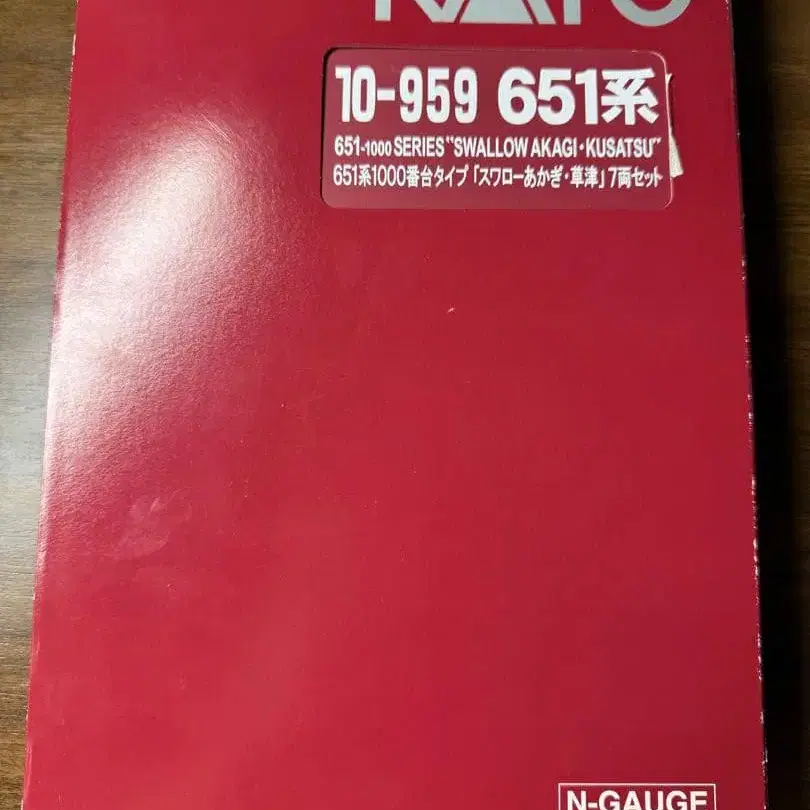 KATO
10-959 651系
651-1000 SERIES "SWALLOW AKAGI・KUSATSU"
651系1000番台タイプ「スワローあかぎ・草津」7両セット
N-GAUGE